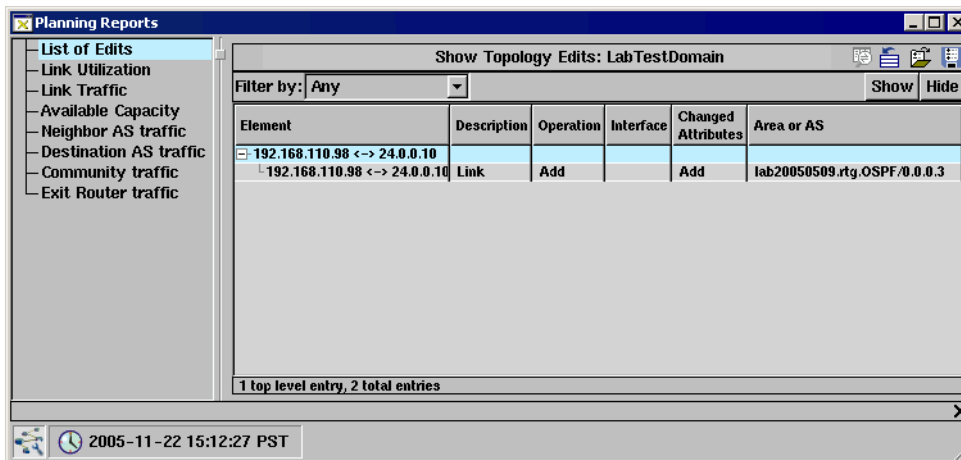 Planning Reports
List of Edits
Link Utilization
Link Traffic
Available Capacity
Neighbor AS traffic
Destination AS traffic
Community traffic
Exit Router traffic
Show Topology Edits: LabTestDomain
Filter by: Any
Show Hide
Element Description Operation Interface Changed Attributes Area or AS
192.168.110.98 <-> 24.0.0.10
192.168.110.98 <-> 24.0.0.10 Link Add Add lab20050509.rtg.OSPF/0.0.0.3
1 top level entry, 2 total entries
2005-11-22 15:12:27 PST